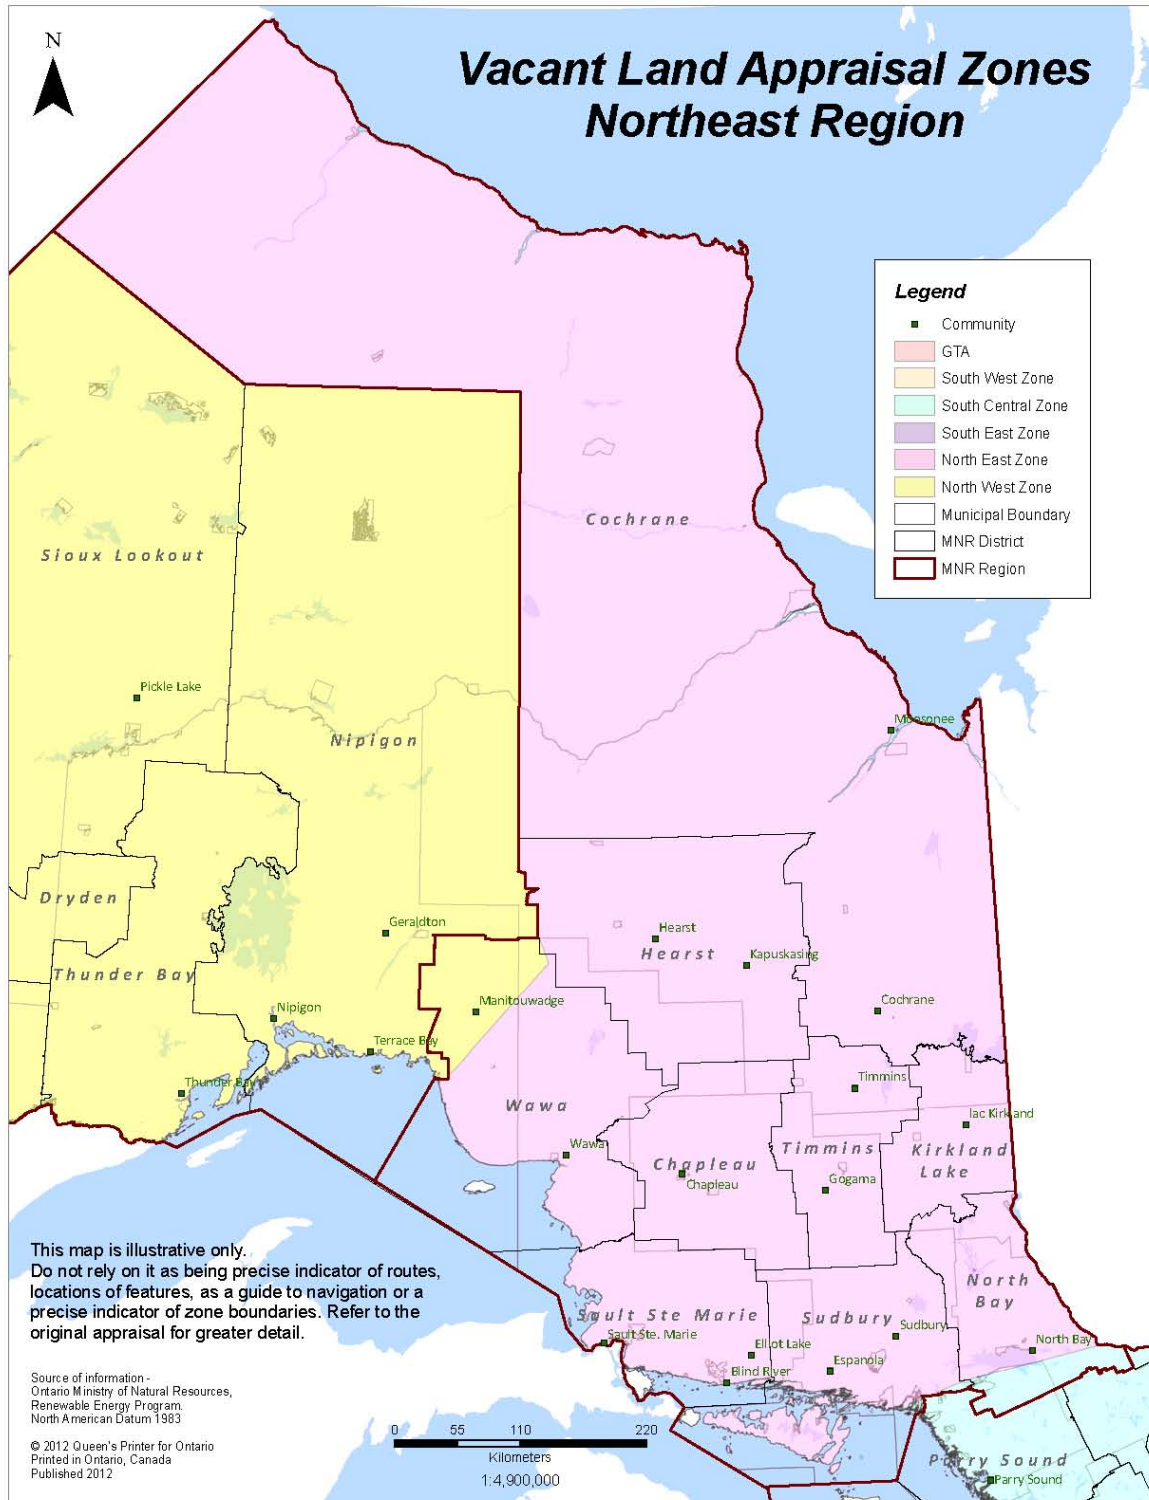 N
Vacant Land Appraisal Zones
Northeast Region
Legend
Community
GTA
South West Zone
South Central Zone
South East Zone
North East Zone
North West Zone
Municipal Boundary
MNR District
MNR Region
Cochrane
Sioux Lookout
Pickle Lake
Moosonee
Nipigon
Dryden
Geraldton
Hearst
Hearst
Kapuskasing
Thunder Bay
Manitouwadge
Cochrane
Nipigon
Terrace Bay
Timmins
Thunder Bay
Wawa
lac Kirkland
Wawa
Chapleau
Timmins
Kirkland
Lake
Chapleau
Gogama
This map is illustrative only.
Do not rely on it as being precise indicator of routes,
locations of features, as a guide to navigation or a
precise indicator of zone boundaries. Refer to the
original appraisal for greater detail.
North
Bay
Sault Ste Marie
Sudbury
Sault Ste. Marie
Sudbury
Elliot Lake
North Bay
Blind River
Espanola
Source of information -
Ontario Ministry of Natural Resources,
Renewable Energy Program.
North American Datum 1983
© 2012 Queen's Printer for Ontario
Printed in Ontario, Canada
Published 2012
0 55 110 220
Kilometers
1:4,900,000
Parry Sound
Parry Sound